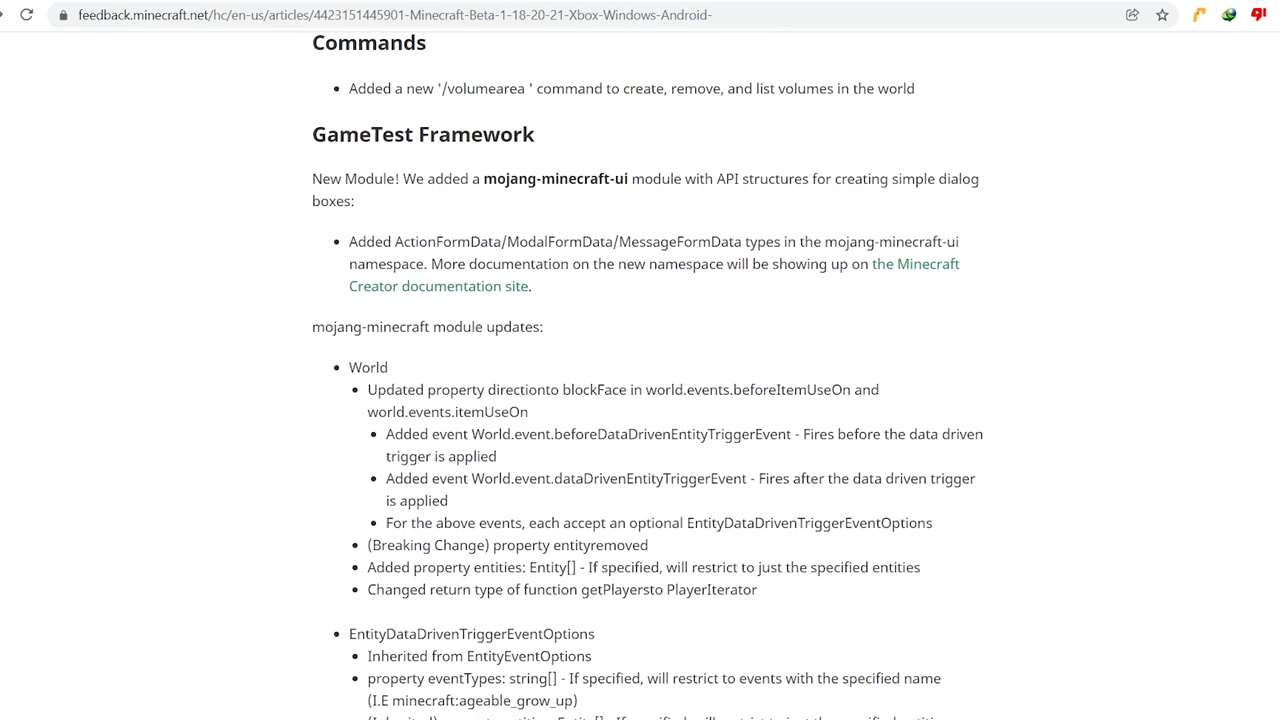 feedback.minecraft.net/hc/en-us/articles/4423151445901-Minecraft-Beta-1-18-20-21-Xbox-Windows-Android-
Commands
• Added a new '/volumearea ' command to create, remove, and list volumes in the world
GameTest Framework
New Module! We added a mojang-minecraft-ui module with API structures for creating simple dialog
boxes:
• Added ActionFormData/ModalFormData/MessageFormData types in the mojang-minecraft-ui
namespace. More documentation on the new namespace will be showing up on the Minecraft
Creator documentation site.
mojang-minecraft module updates:
• World
• Updated property directionto blockFace in world.events.beforeItemUseOn and
world.events.itemUseOn
• Added event World.event.beforeDataDrivenEntityTriggerEvent - Fires before the data driven
trigger is applied
• Added event World.event.dataDrivenEntityTriggerEvent - Fires after the data driven trigger
is applied
• For the above events, each accept an optional EntityDataDrivenTriggerEventOptions
• (Breaking Change) property entityremoved
• Added property entities: Entity[] - If specified, will restrict to just the specified entities
• Changed return type of function getPlayersto PlayerIterator
• EntityDataDrivenTriggerEventOptions
• Inherited from EntityEventOptions
• property eventTypes: string[] - If specified, will restrict to events with the specified name
(I.E minecraft:ageable_grow_up)